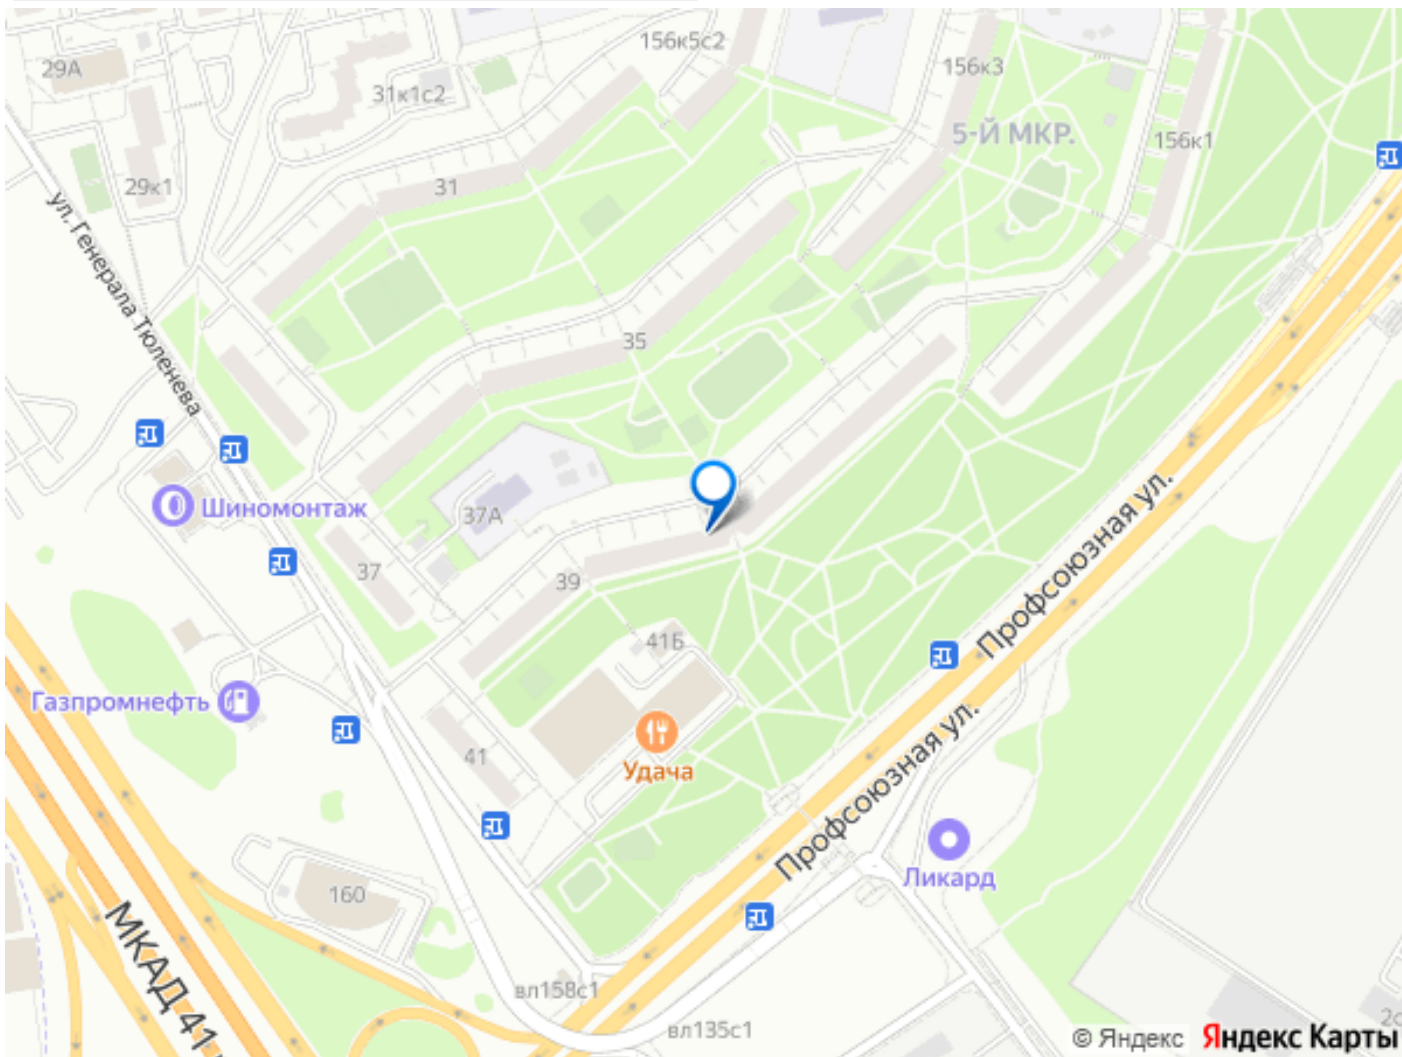 156к5с2
29А
156к3
31к1с2
5-Й МКР.
156к1
29к1
31
ул. Генерала Тюленева
35
Шиномонтаж
37А
37
39
Профсоюзная ул.
41Б
Газпромнефть
41
Удача
Профсоюзная ул.
Ликард
160
МКАД 41
вл158с1
вл135с1
© Яндекс Яндекс Карты